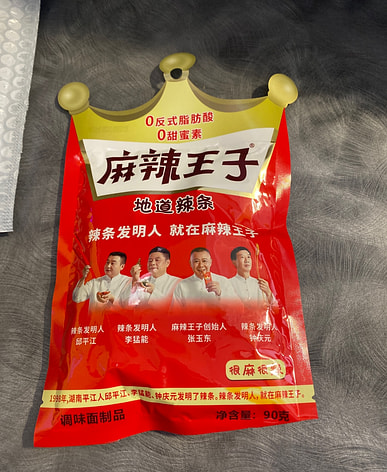 0反式脂肪酸
0甜蜜素
麻辣王子®
地道辣条
辣条发明人 就在麻辣王子
辣条发明人 辣条发明人 麻辣王子创始人 辣条发明人
邱平江 李猛能 张玉东 钟庆元
很麻很辣
1998年,湖南平江人邱平江、李猛能、钟庆元发明了辣条,辣条发明人,就在麻辣王子。
调味面制品 净含量:90克